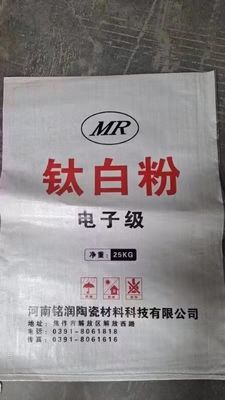 MR
钛白粉
电子级
净重：25KG
河南铭润陶瓷材料科技有限公司
地址：焦作市解放区解放西路
电话：0391-8061818
传真：0391-8061616